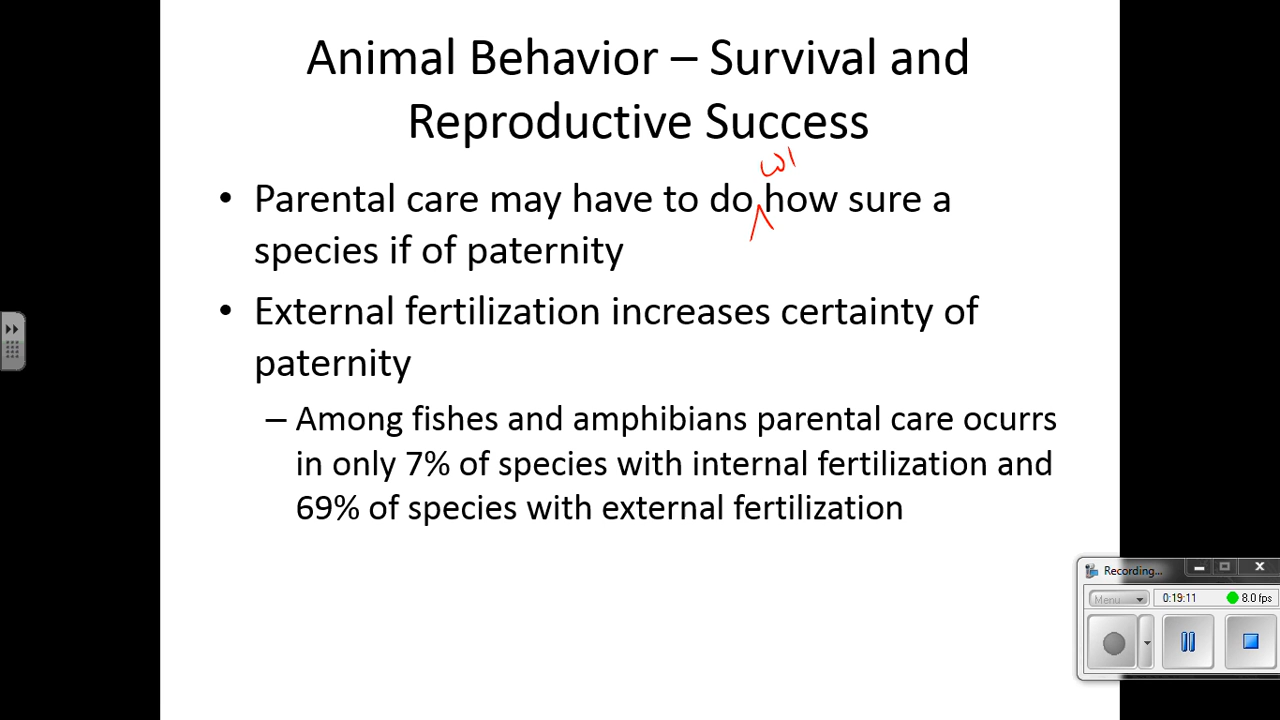 Animal Behavior – Survival and
Reproductive Success
wi
• Parental care may have to do how sure a
species if of paternity
• External fertilization increases certainty of
paternity
– Among fishes and amphibians parental care ocurrs
in only 7% of species with internal fertilization and
69% of species with external fertilization
Recording...
Menu
0:19:11
8.0 fps